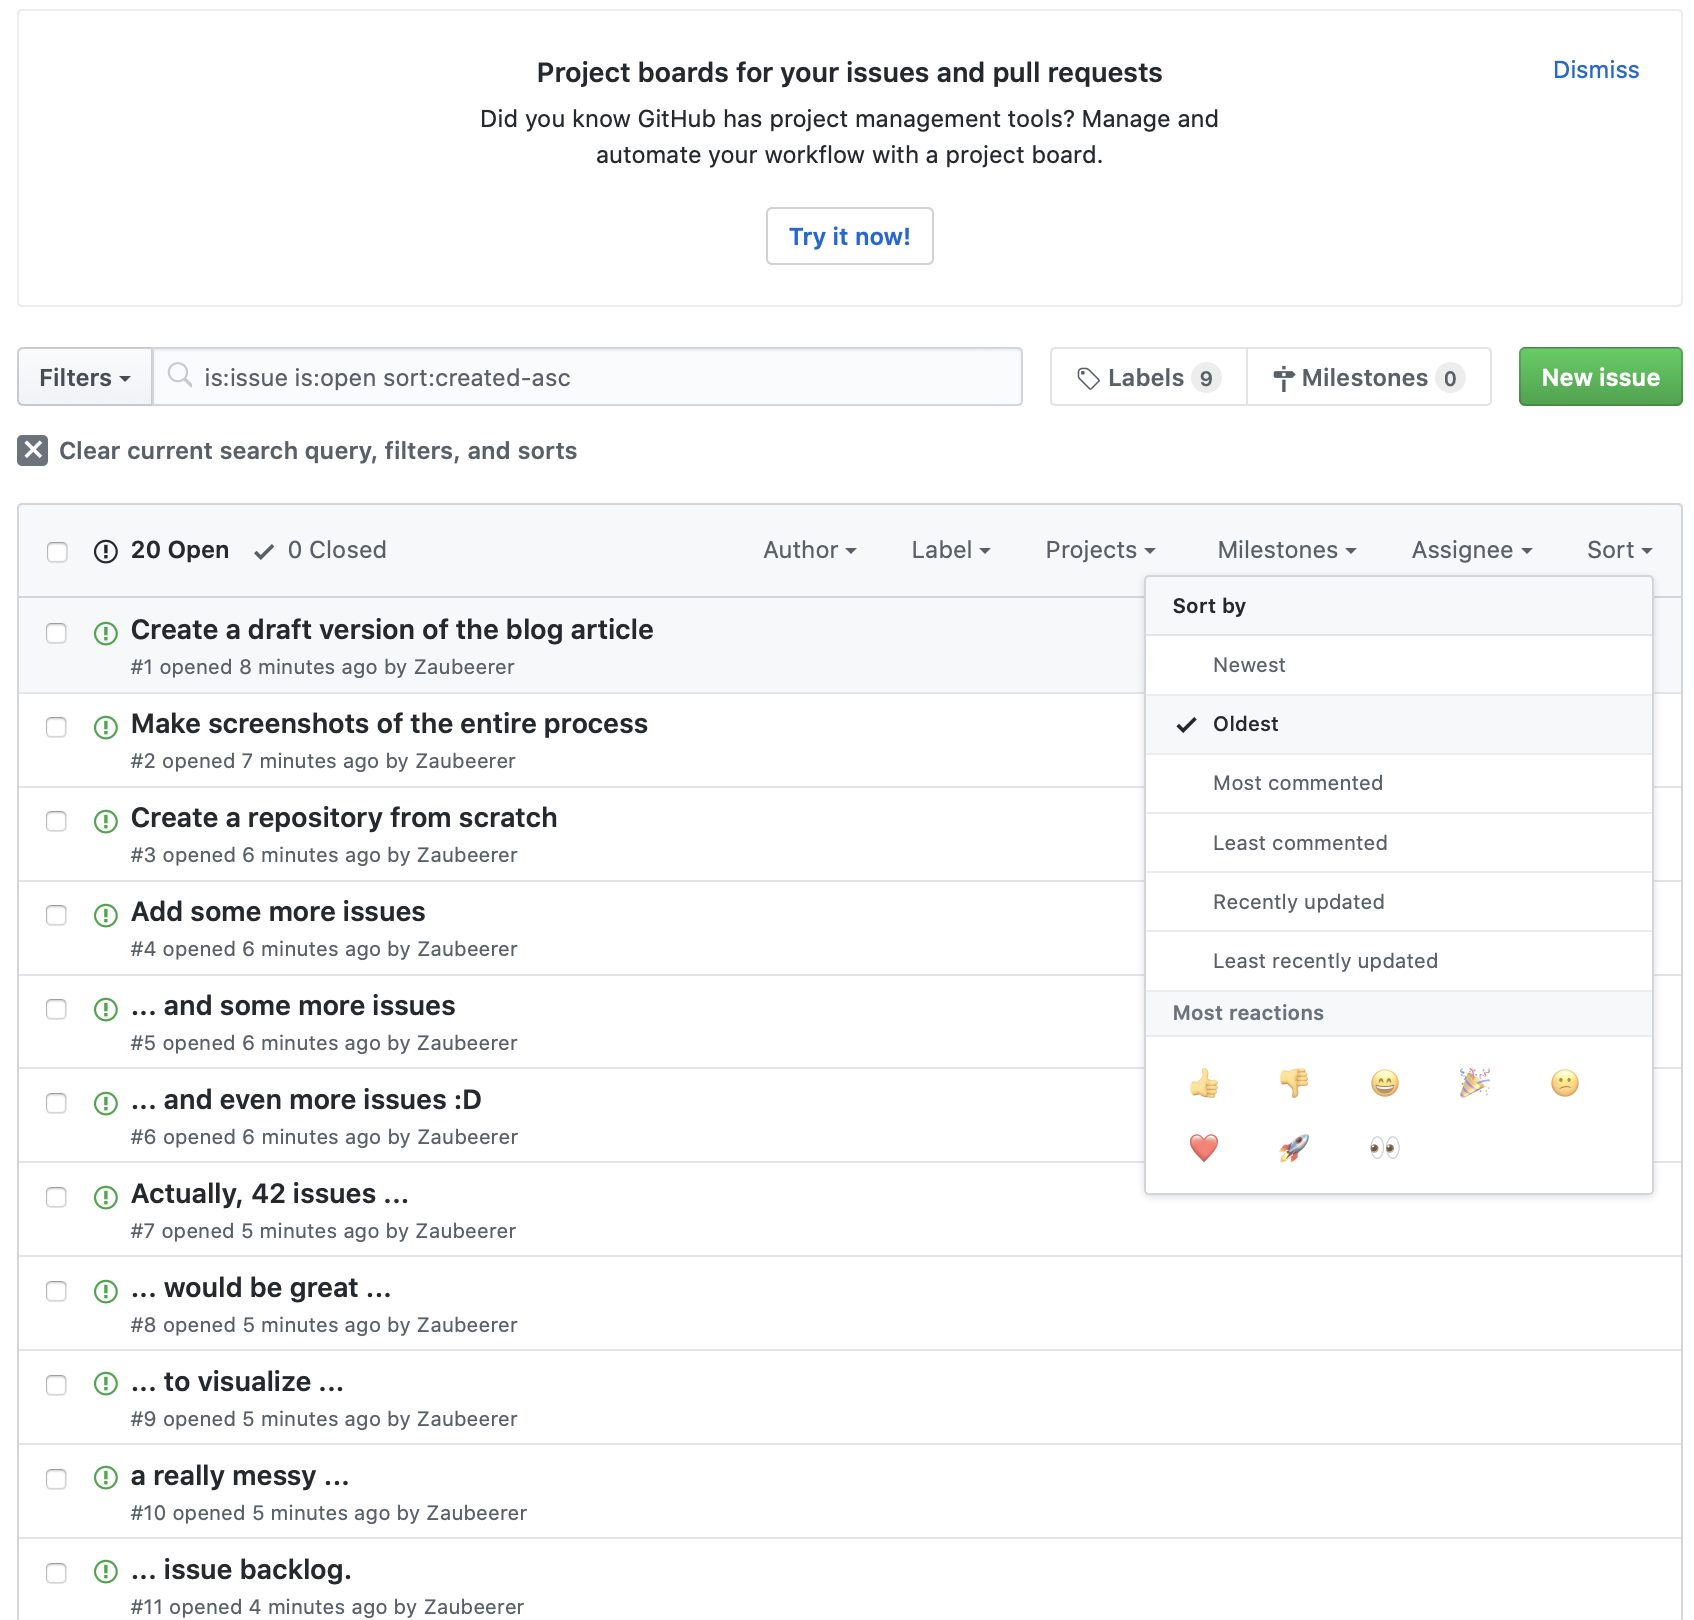 Project boards for your issues and pull requests
Dismiss
Did you know GitHub has project management tools? Manage and
automate your workflow with a project board.
Try it now!
Filters
is:issue is:open sort:created-asc
Labels 9
Milestones 0
New issue
Clear current search query, filters, and sorts
20 Open
0 Closed
Author
Label
Projects
Milestones
Assignee
Sort
Sort by
Newest
Oldest
Most commented
Least commented
Recently updated
Least recently updated
Most reactions
Create a draft version of the blog article
#1 opened 8 minutes ago by Zaubeerer
Make screenshots of the entire process
#2 opened 7 minutes ago by Zaubeerer
Create a repository from scratch
#3 opened 6 minutes ago by Zaubeerer
Add some more issues
#4 opened 6 minutes ago by Zaubeerer
... and some more issues
#5 opened 6 minutes ago by Zaubeerer
... and even more issues :D
#6 opened 6 minutes ago by Zaubeerer
Actually, 42 issues ...
#7 opened 5 minutes ago by Zaubeerer
... would be great ...
#8 opened 5 minutes ago by Zaubeerer
... to visualize ...
#9 opened 5 minutes ago by Zaubeerer
a really messy ...
#10 opened 5 minutes ago by Zaubeerer
... issue backlog.
#11 opened 4 minutes ago by Zaubeerer